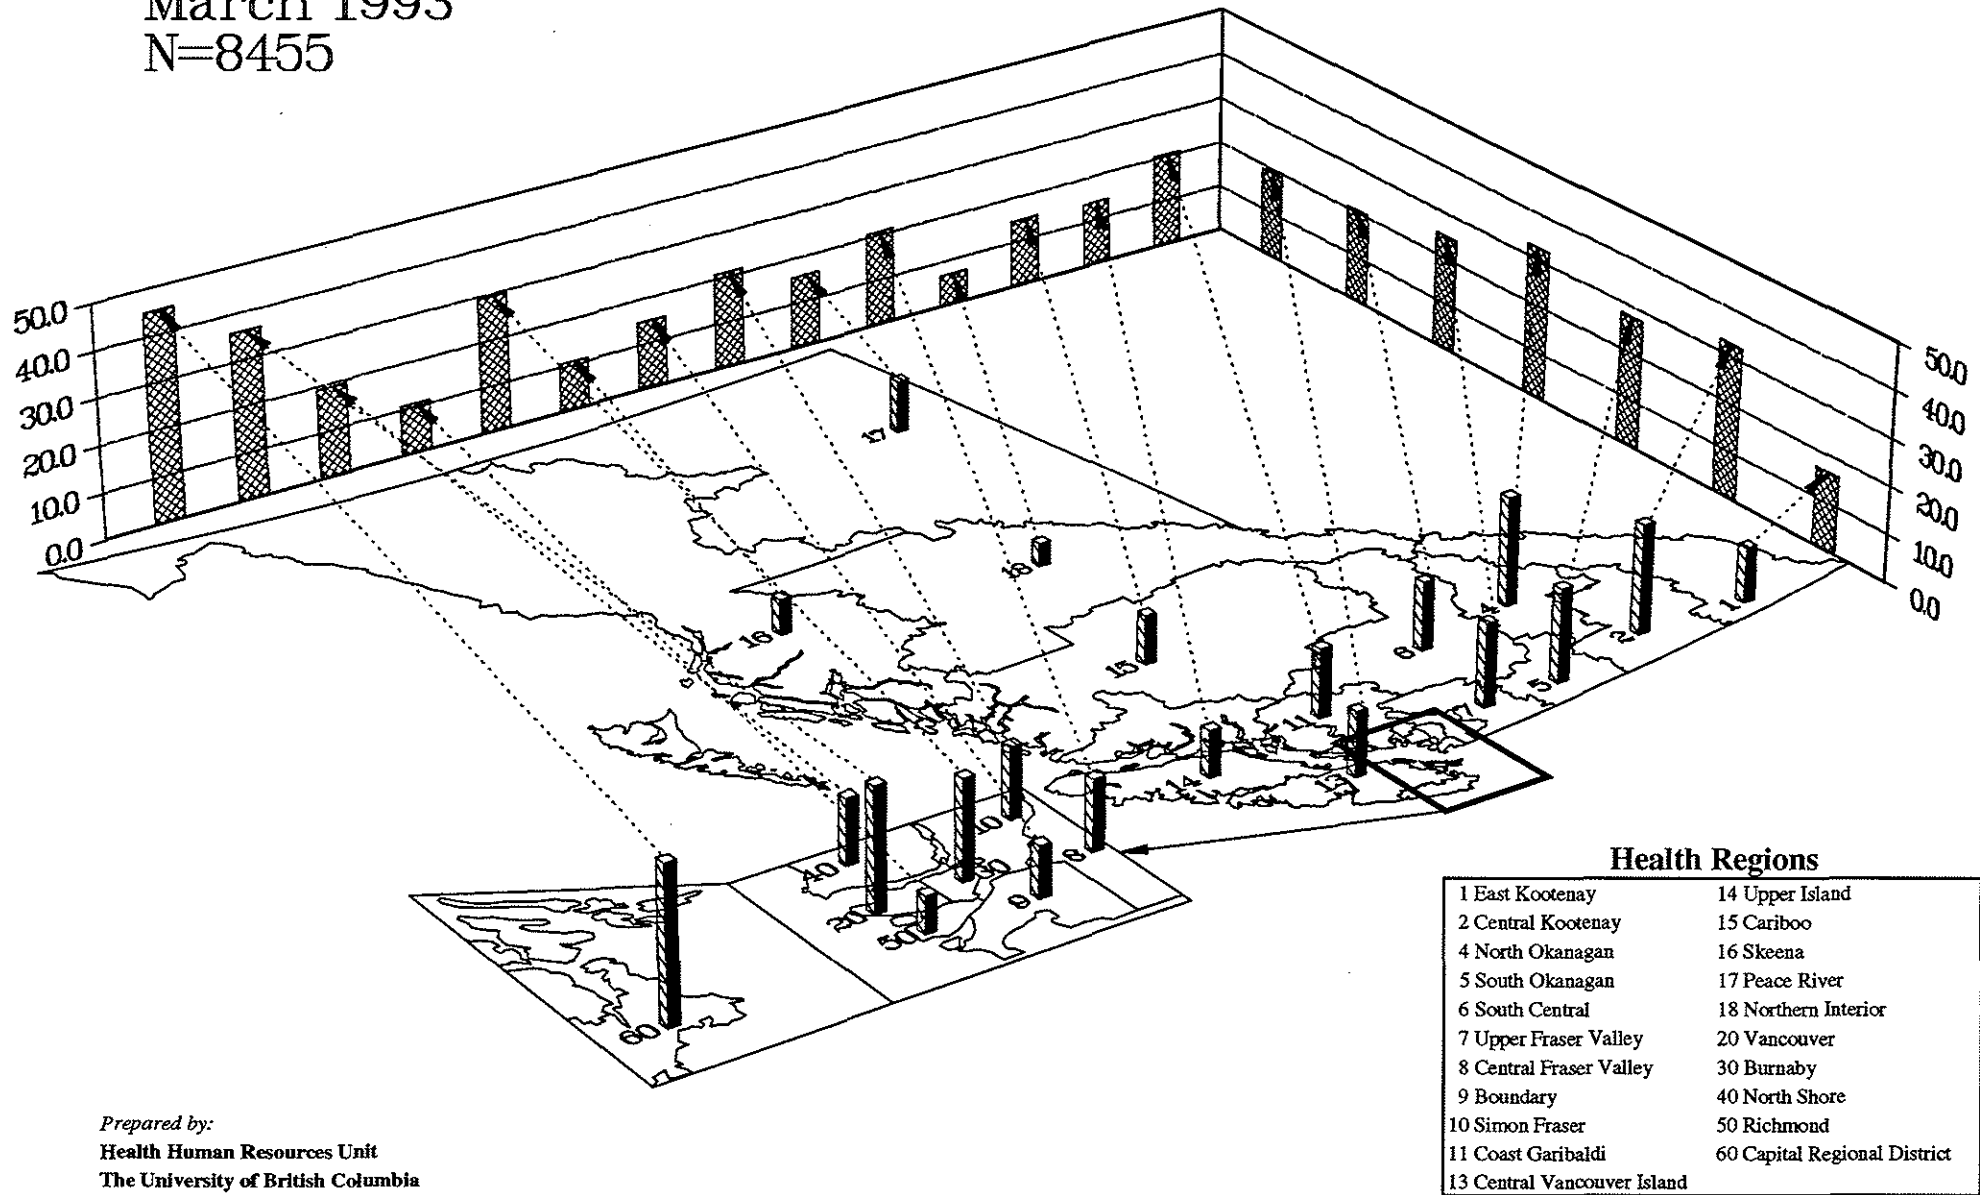 March 1993
N=8455
50.0
40.0
30.0
20.0
10.0
0.0
50.0
40.0
30.0
20.0
10.0
0.0
17
18
16
15
4
6
2
1
5
7
11
14
13
10
8
40
30
9
20
50
60
Health Regions
1 East Kootenay
2 Central Kootenay
4 North Okanagan
5 South Okanagan
6 South Central
7 Upper Fraser Valley
8 Central Fraser Valley
9 Boundary
10 Simon Fraser
11 Coast Garibaldi
13 Central Vancouver Island
14 Upper Island
15 Cariboo
16 Skeena
17 Peace River
18 Northern Interior
20 Vancouver
30 Burnaby
40 North Shore
50 Richmond
60 Capital Regional District
Prepared by:
Health Human Resources Unit
The University of British Columbia